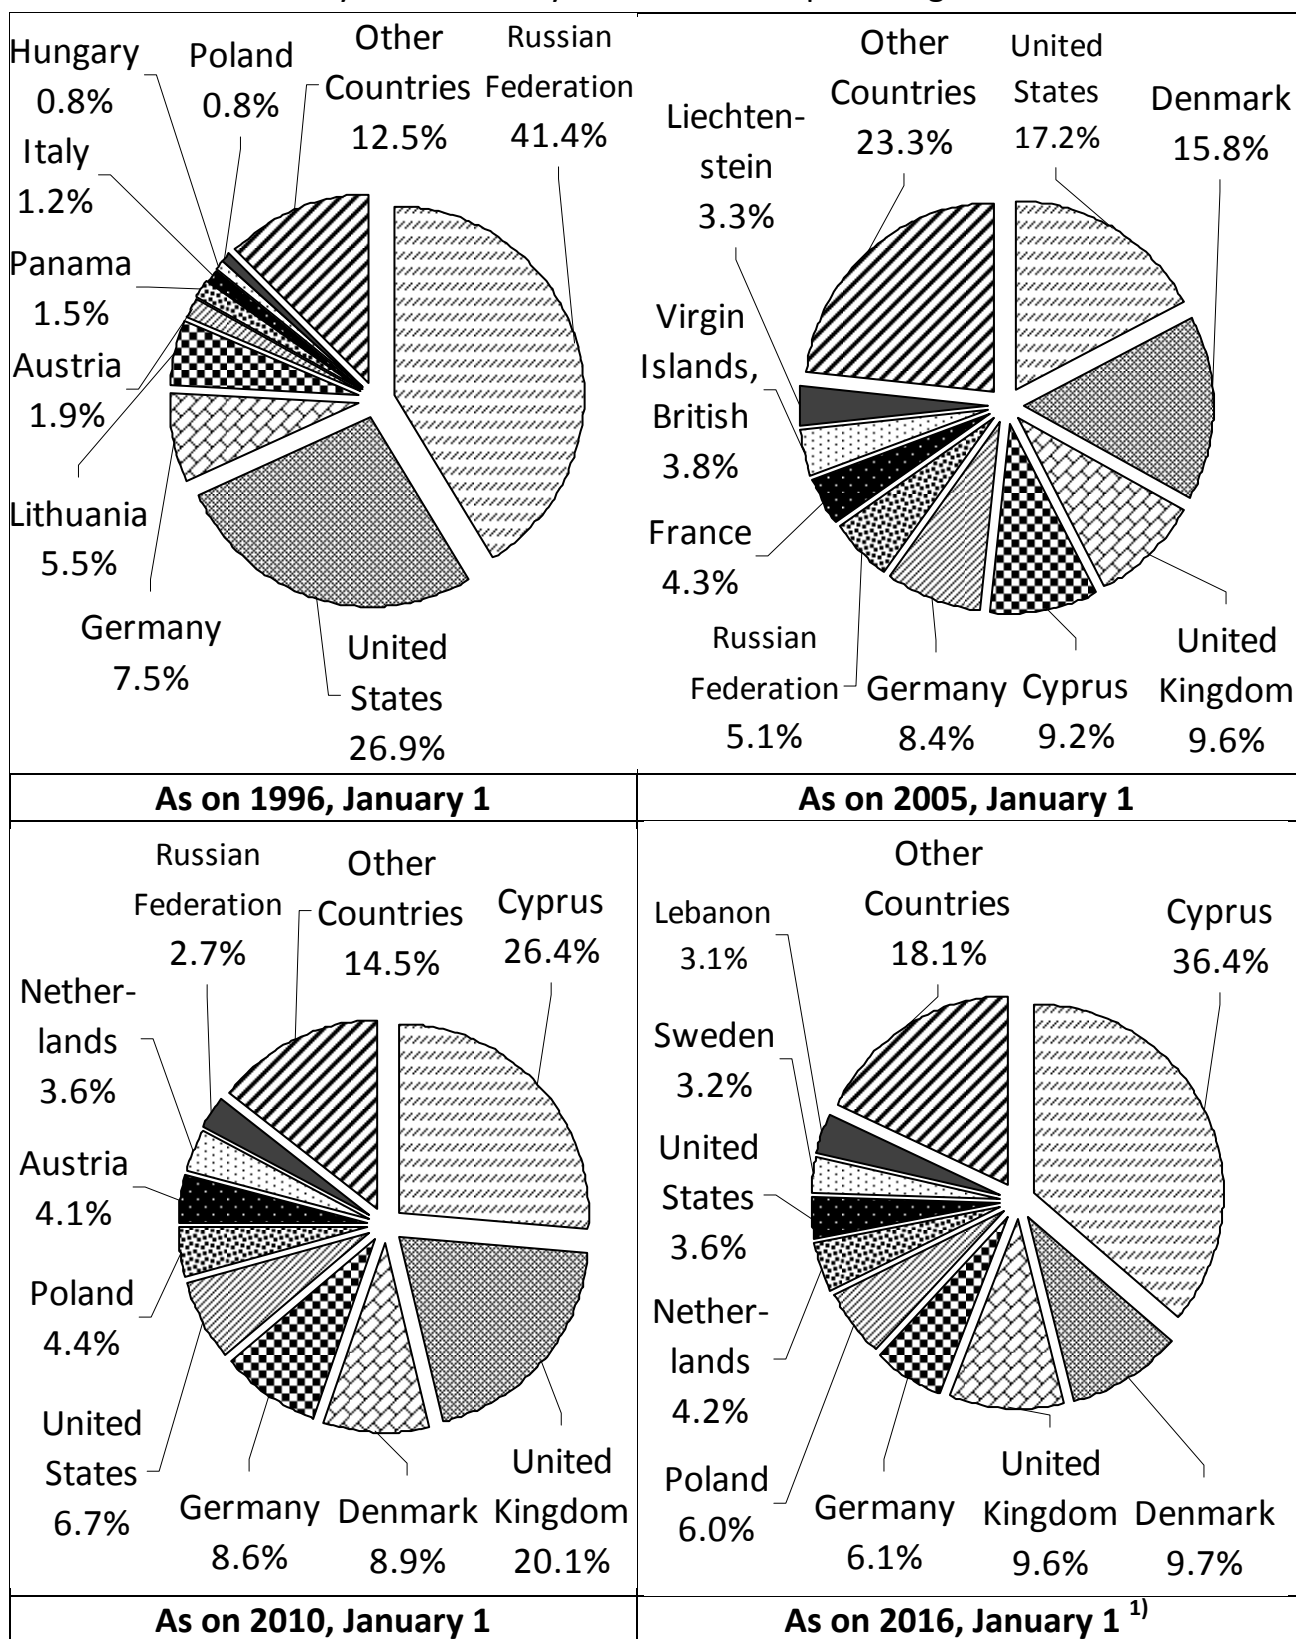 Hungary
0.8%
Poland
0.8%
Other
Countries
12.5%
Russian
Federation
41.4%
Italy
1.2%
Panama
1.5%
Austria
1.9%
Lithuania
5.5%
Germany
7.5%
United
States
26.9%
As on 1996, January 1
Other
Countries
23.3%
United
States
17.2%
Denmark
15.8%
Liechten-
stein
3.3%
Virgin
Islands,
British
3.8%
France
4.3%
Russian
Federation
5.1%
Germany
8.4%
Cyprus
9.2%
United
Kingdom
9.6%
As on 2005, January 1
Russian
Federation
2.7%
Other
Countries
14.5%
Cyprus
26.4%
Nether-
lands
3.6%
Austria
4.1%
Poland
4.4%
United
States
6.7%
Germany
8.6%
Denmark
8.9%
United
Kingdom
20.1%
As on 2010, January 1
Other
Countries
18.1%
Lebanon
3.1%
Cyprus
36.4%
Sweden
3.2%
United
States
3.6%
Nether-
lands
4.2%
Poland
6.0%
Germany
6.1%
United
Kingdom
9.6%
Denmark
9.7%
As on 2016, January 1 1)